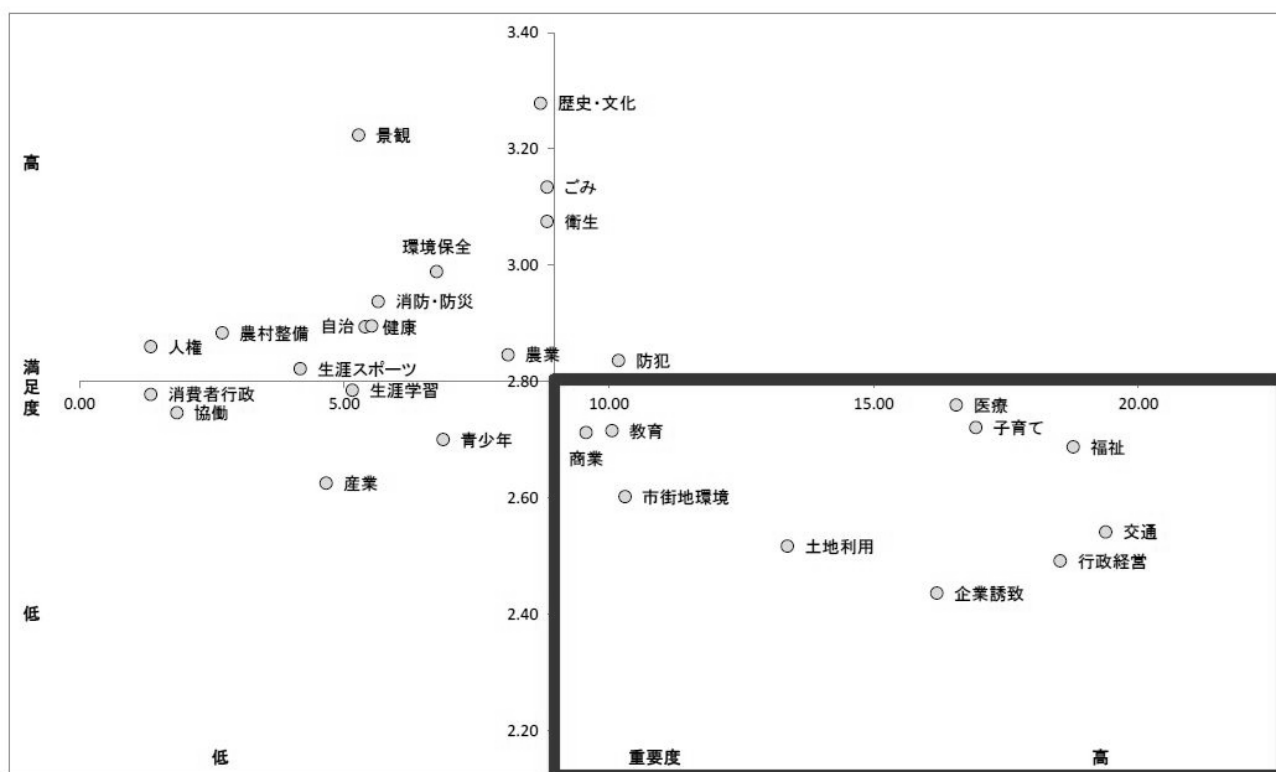 3.40
歴史・文化
景観
高
3.20
ごみ
衛生
環境保全
3.00
消防・防災
自治
健康
農村整備
人権
農業
防犯
生涯スポーツ
満足度
2.80
0.00
5.00
10.00
15.00
20.00
消費者行政
生涯学習
協働
医療
子育て
青少年
教育
商業
福祉
産業
2.60
市街地環境
交通
土地利用
行政経営
企業誘致
低
2.40
2.20
低
重要度
高